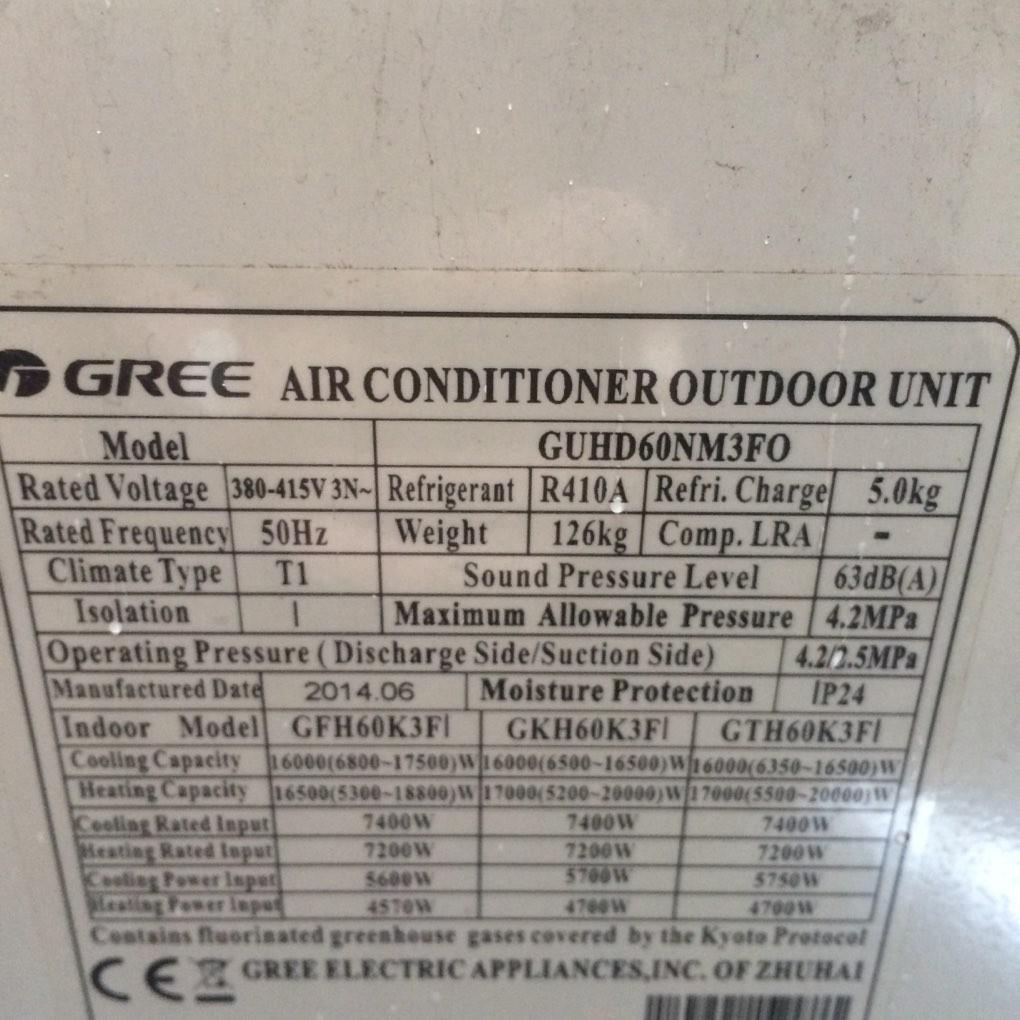 GREE AIR CONDITIONER OUTDOOR UNIT
Model GUHD60NM3FO
Rated Voltage 380-415V 3N~ Refrigerant R410A Refri. Charge 5.0kg
Rated Frequency 50Hz Weight 126kg Comp. LRA -
Climate Type T1 Sound Pressure Level 63dB(A)
Isolation I Maximum Allowable Pressure 4.2MPa
Operating Pressure ( Discharge Side/Suction Side) 4.2/2.5MPa
Manufactured Date 2014.06 Moisture Protection IP24
Indoor Model GFH60K3FI GKH60K3FI GTH60K3FI
Cooling Capacity 16000(6800~17500)W 16000(6500~16500)W 16000(6350~16500)W
Heating Capacity 16500(5300~18800)W 17000(5200~20000)W 17000(5500~20000)W
Cooling Rated Input 7400W 7400W 7400W
Heating Rated Input 7200W 7200W 7200W
Cooling Power Input 5600W 5700W 5750W
Heating Power Input 4570W 4700W 4700W
Contains fluorinated greenhouse gases covered by the Kyoto Protocol
CE GREE ELECTRIC APPLIANCES,INC. OF ZHUHAI